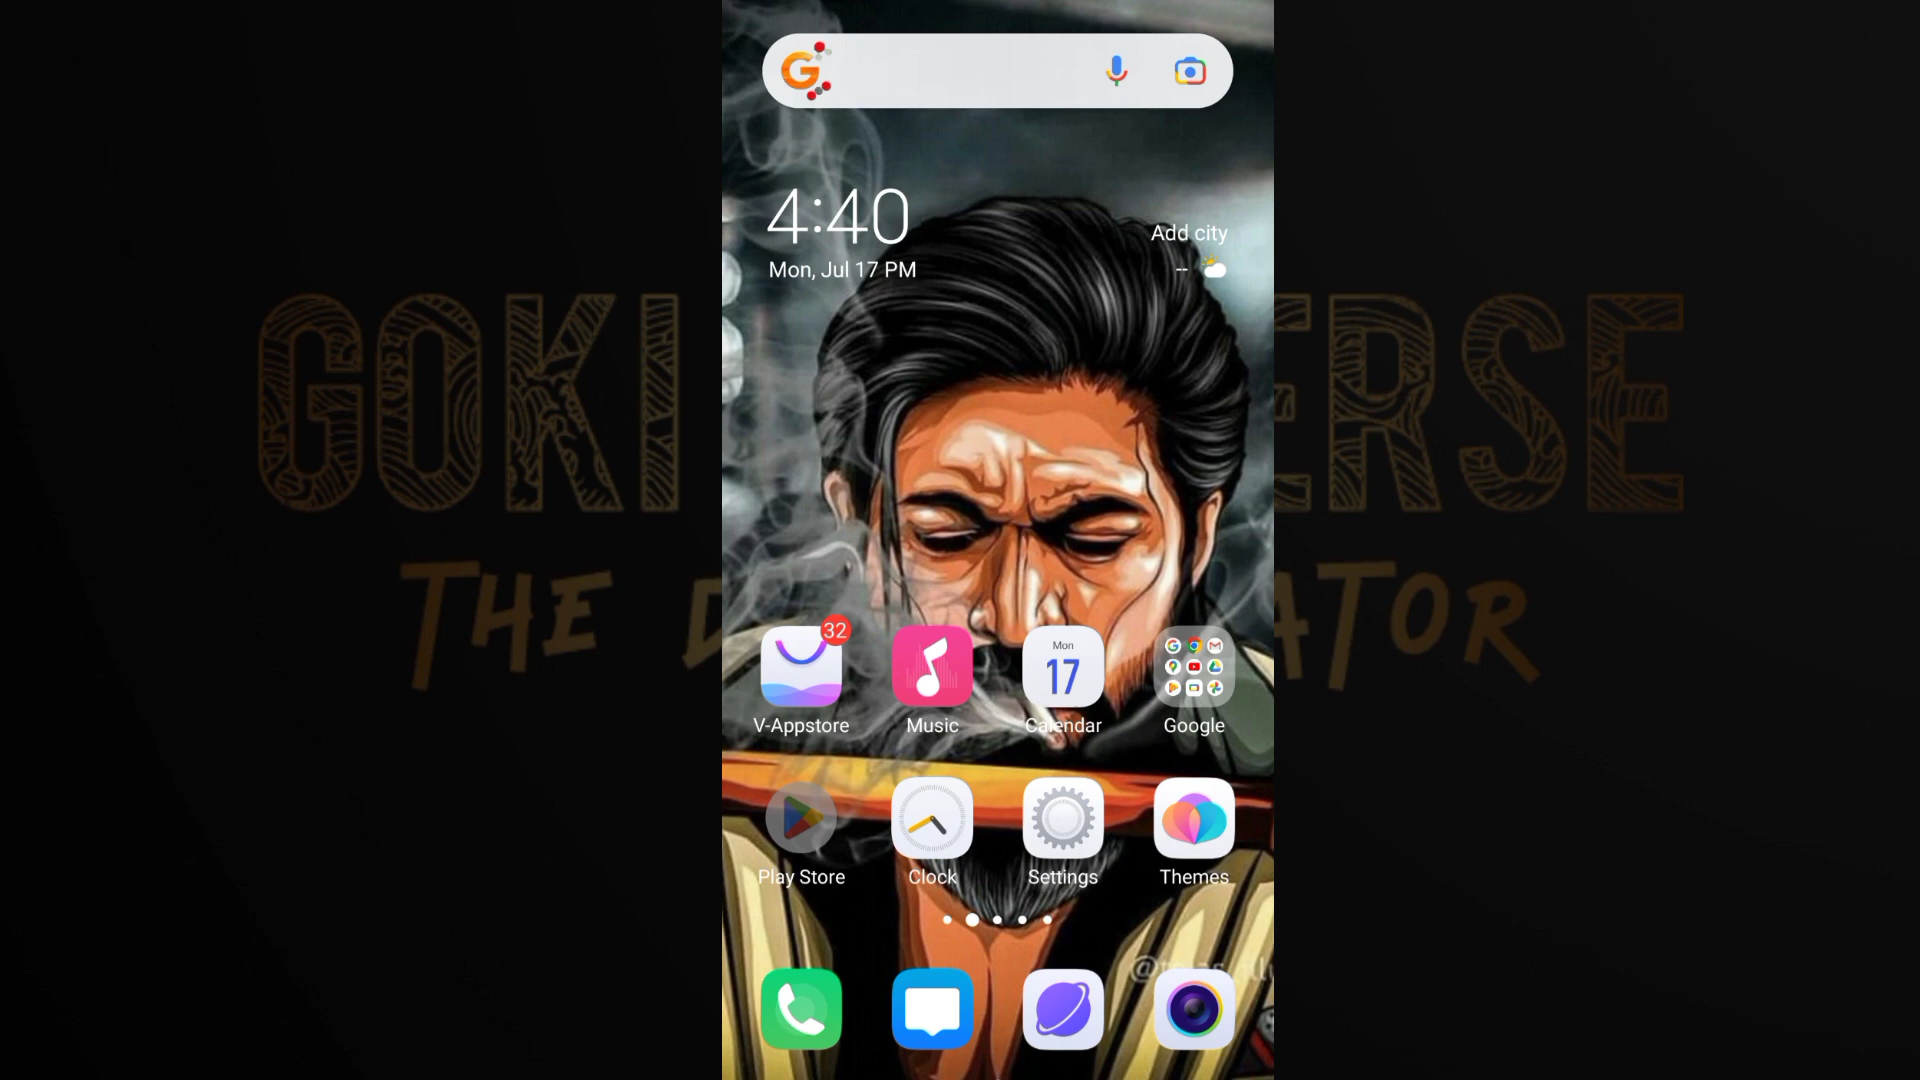 4:40
Add city
Mon, Jul 17 PM
--
GOKI
ERSE
THE D
ATOR
32
Mon
17
V-Appstore
Music
Calendar
Google
Play Store
Clock
Settings
Themes